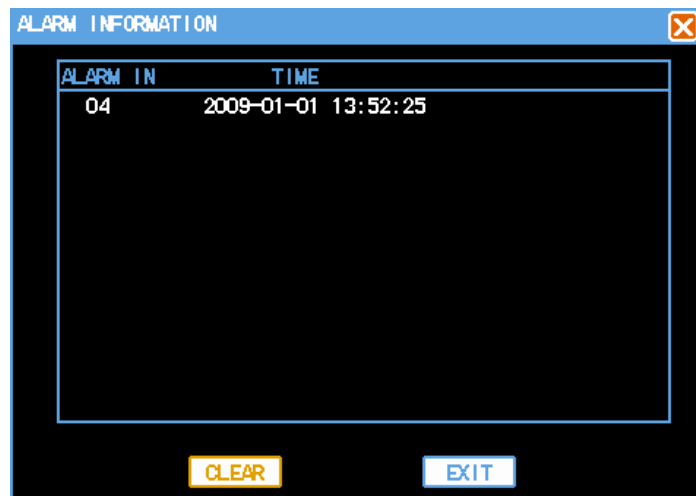 ALARM INFORMATION
ALARM IN TIME
04 2009-01-01 13:52:25
CLEAR EXIT